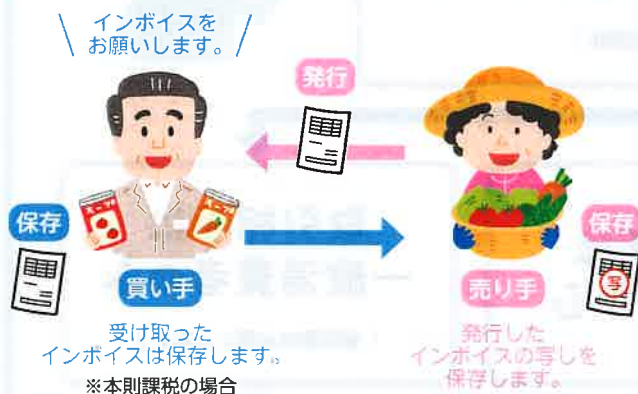 インボイスを
お願いします。
発行
保存
買い手
受け取った
インボイスは保存します。
※本則課税の場合
売り手
保存
写
発行した
インボイスの写しを
保存します。